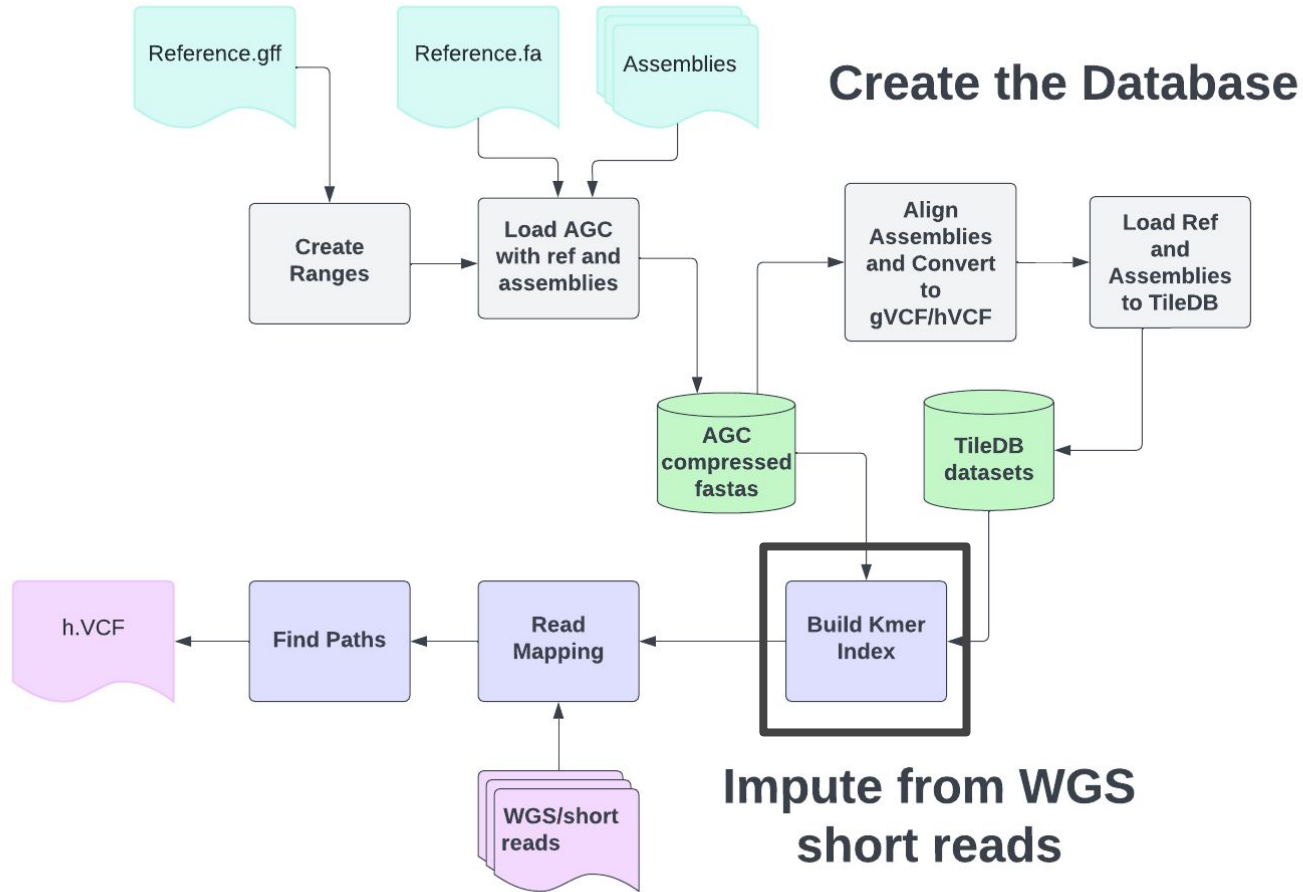 Reference.gff
Reference.fa
Assemblies
Create the Database
Create
Ranges
Load AGC
with ref and
assemblies
Align
Assemblies
and Convert
to
gVCF/hVCF
Load Ref
and
Assemblies
to TileDB
AGC
compressed
fastas
TileDB
datasets
h.VCF
Find Paths
Read
Mapping
Build Kmer
Index
WGS/short
reads
Impute from WGS
short reads